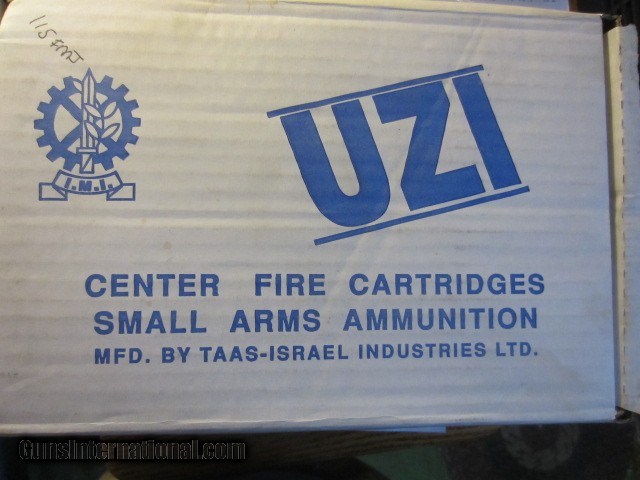 115 FMJ
I.M.I.
UZI
CENTER FIRE CARTRIDGES
SMALL ARMS AMMUNITION
MFD. BY TAAS-ISRAEL INDUSTRIES LTD.
GunsInternational.com